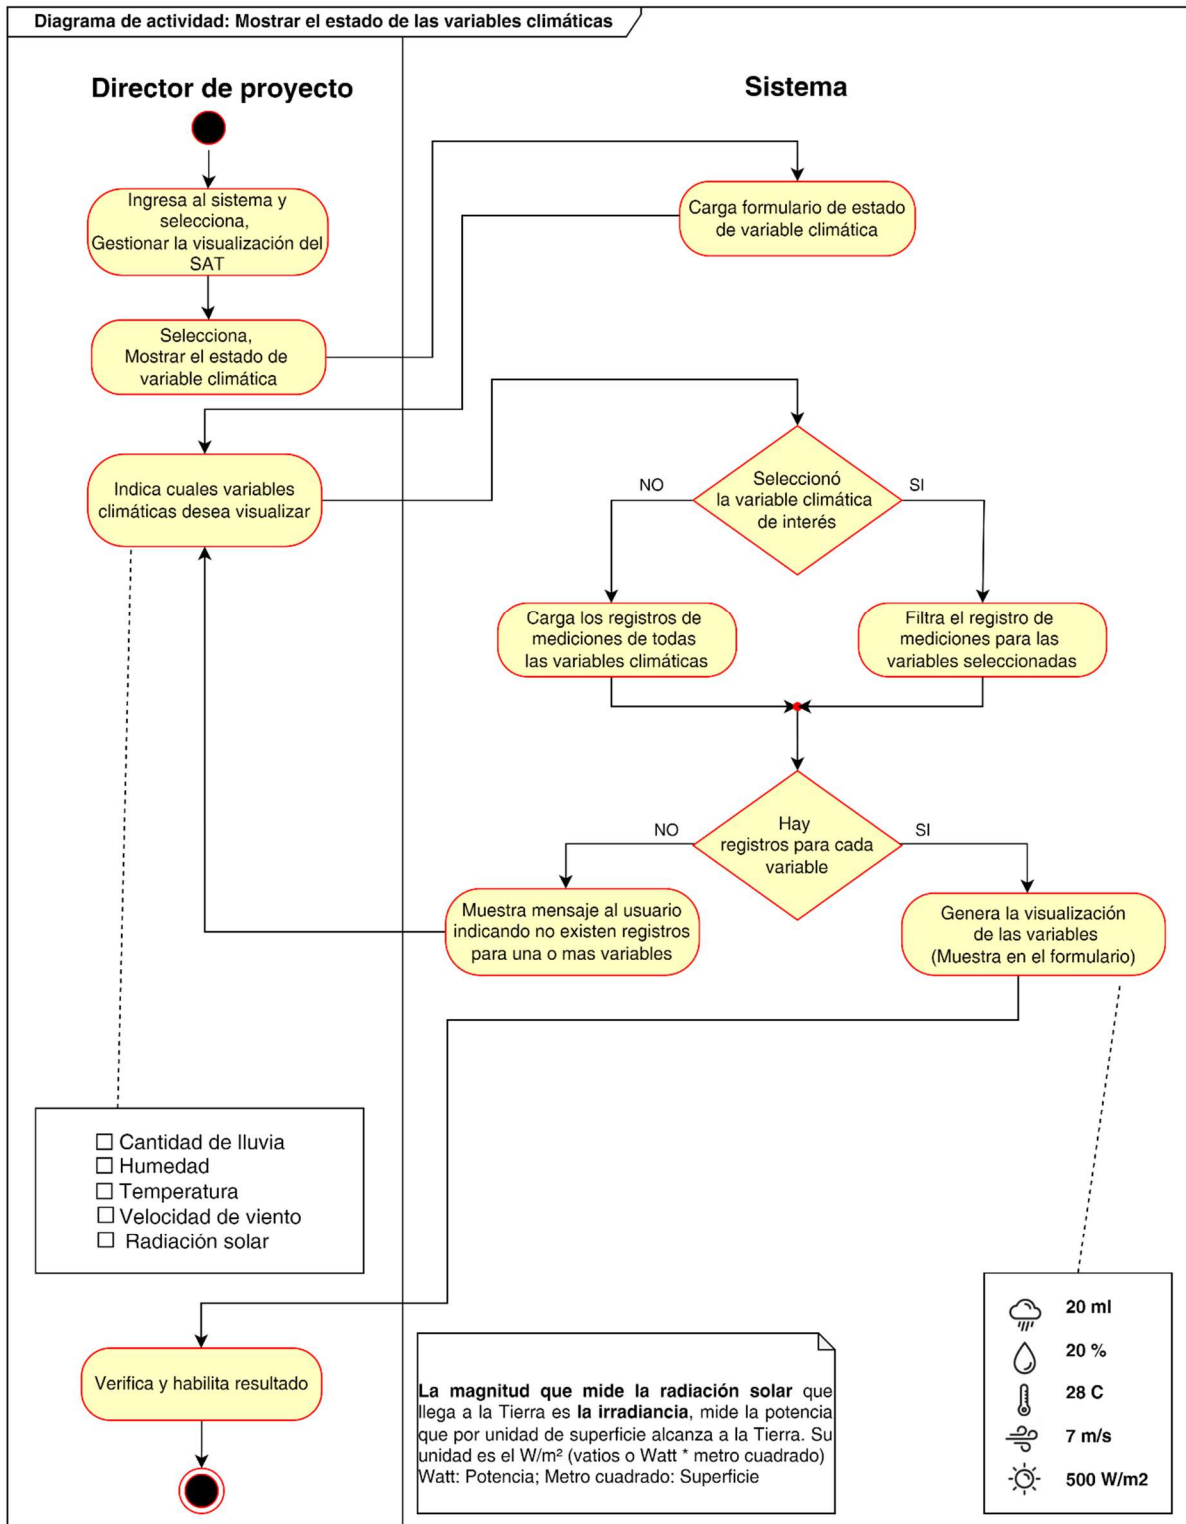 Diagrama de actividad: Mostrar el estado de las variables climáticas
Director de proyecto
Sistema
Ingresa al sistema y
selecciona,
Gestionar la visualización del
SAT
Carga formulario de estado
de variable climática
Selecciona,
Mostrar el estado de
variable climática
Indica cuales variables
climáticas desea visualizar
Seleccionó
la variable climática
de interés
NO
SI
Carga los registros de
mediciones de todas
las variables climáticas
Filtra el registro de
mediciones para las
variables seleccionadas
Hay
registros para cada
variable
NO
SI
Muestra mensaje al usuario
indicando no existen registros
para una o mas variables
Genera la visualización
de las variables
(Muestra en el formulario)
Cantidad de lluvia
Humedad
Temperatura
Velocidad de viento
Radiación solar
20 ml
20 %
28 C
7 m/s
500 W/m2
Verifica y habilita resultado
La magnitud que mide la radiación solar que
llega a la Tierra es la irradiancia, mide la potencia
que por unidad de superficie alcanza a la Tierra. Su
unidad es el W/m² (vatios o Watt * metro cuadrado)
Watt: Potencia; Metro cuadrado: Superficie